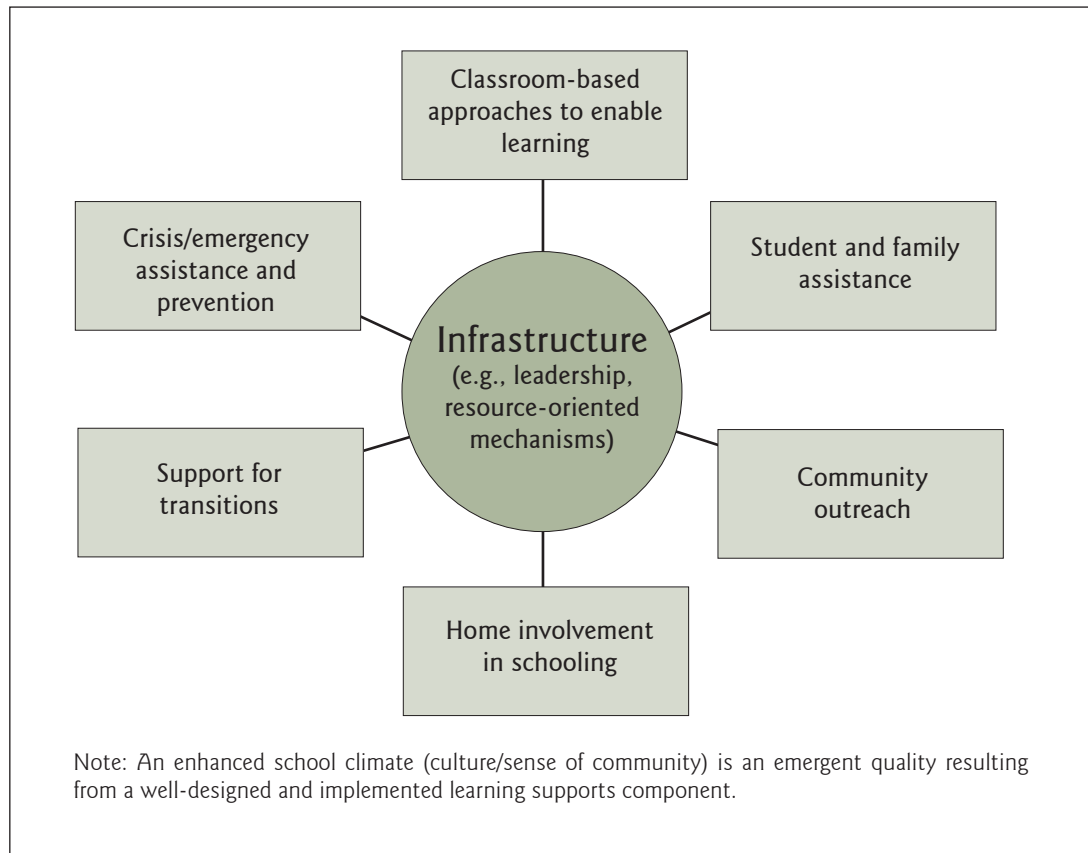 Classroom-based
approaches to enable
learning
Crisis/emergency
assistance and
prevention
Student and family
assistance
Infrastructure
(e.g., leadership,
resource-oriented
mechanisms)
Support for
transitions
Community
outreach
Home involvement
in schooling
Note: An enhanced school climate (culture/sense of community) is an emergent quality resulting
from a well-designed and implemented learning supports component.